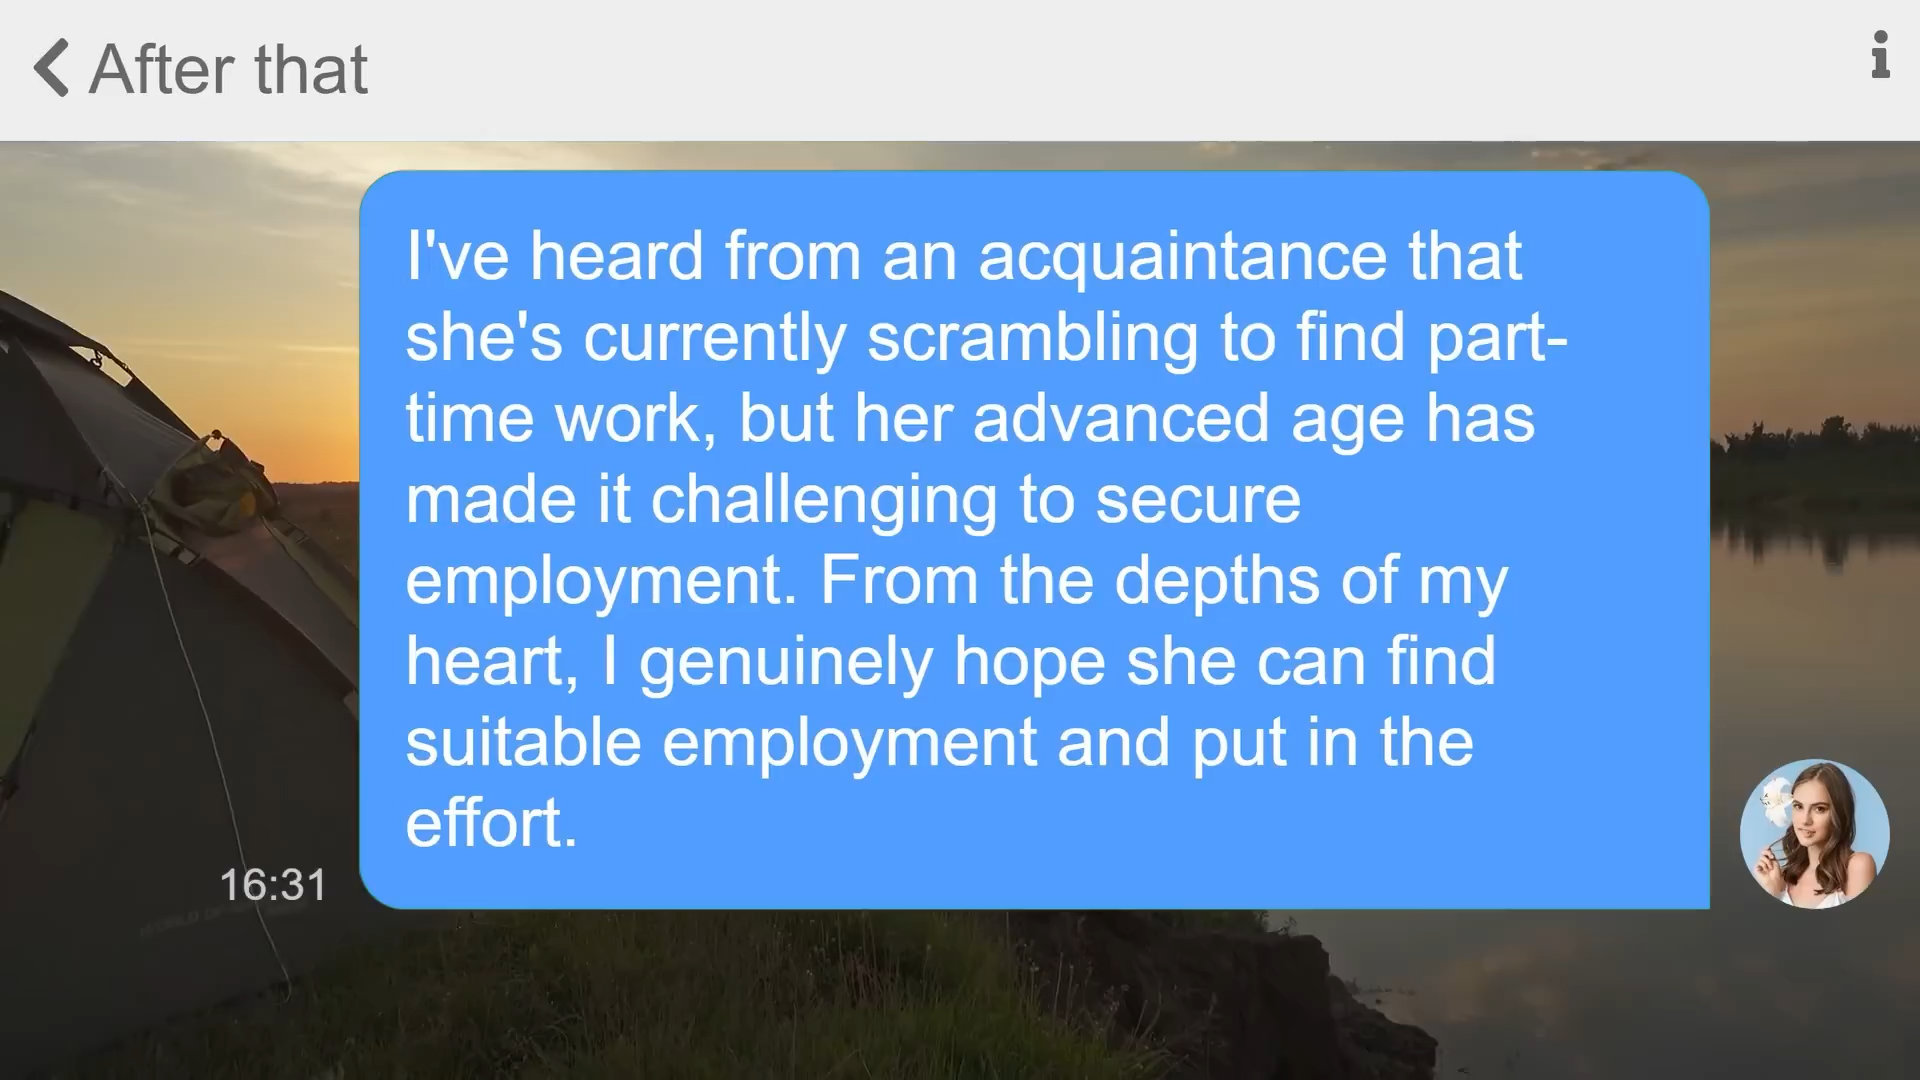 After that
I've heard from an acquaintance that
she's currently scrambling to find part-
time work, but her advanced age has
made it challenging to secure
employment. From the depths of my
heart, I genuinely hope she can find
suitable employment and put in the
effort.
16:31